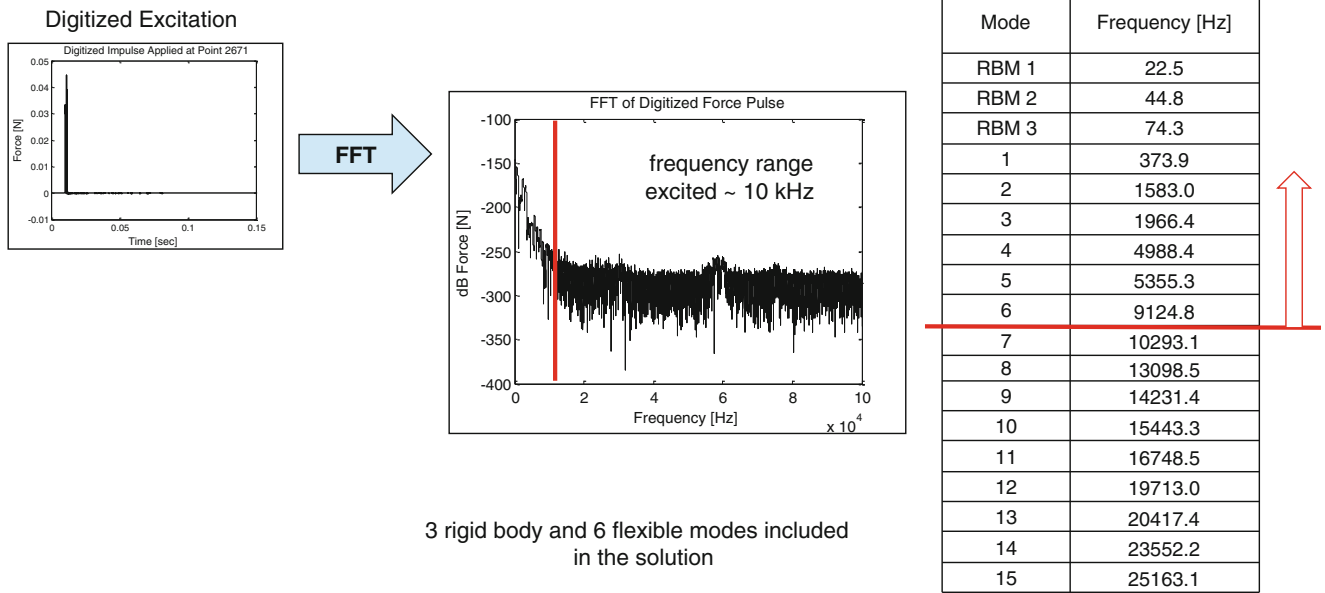 Digitized Excitation
Digitized Impulse Applied at Point 2671
0.05
0.04
0.03
0.02
0.01
0
-0.01
Force [N]
0 0.05 0.1 0.15
Time [sec]
FFT
FFT of Digitized Force Pulse
-100
-150
-200
-250
-300
-350
-400
dB Force [N]
frequency range
excited ~ 10 kHz
0 2 4 6 8 10
Frequency [Hz]
x 10^4
3 rigid body and 6 flexible modes included
in the solution
Mode Frequency [Hz]
RBM 1 22.5
RBM 2 44.8
RBM 3 74.3
1 373.9
2 1583.0
3 1966.4
4 4988.4
5 5355.3
6 9124.8
7 10293.1
8 13098.5
9 14231.4
10 15443.3
11 16748.5
12 19713.0
13 20417.4
14 23552.2
15 25163.1